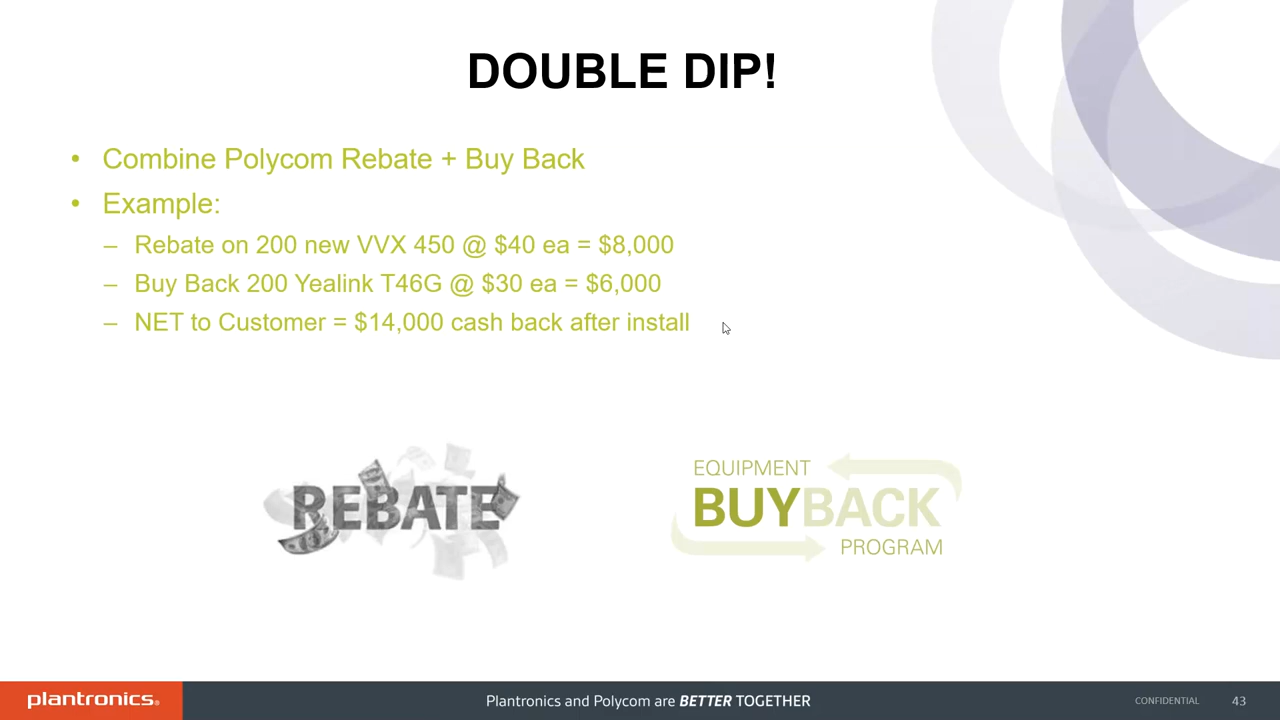 DOUBLE DIP!
• Combine Polycom Rebate + Buy Back
• Example:
– Rebate on 200 new VVX 450 @ $40 ea = $8,000
– Buy Back 200 Yealink T46G @ $30 ea = $6,000
– NET to Customer = $14,000 cash back after install
REBATE
EQUIPMENT
BUYBACK
PROGRAM
plantronics®
Plantronics and Polycom are BETTER TOGETHER
CONFIDENTIAL
43